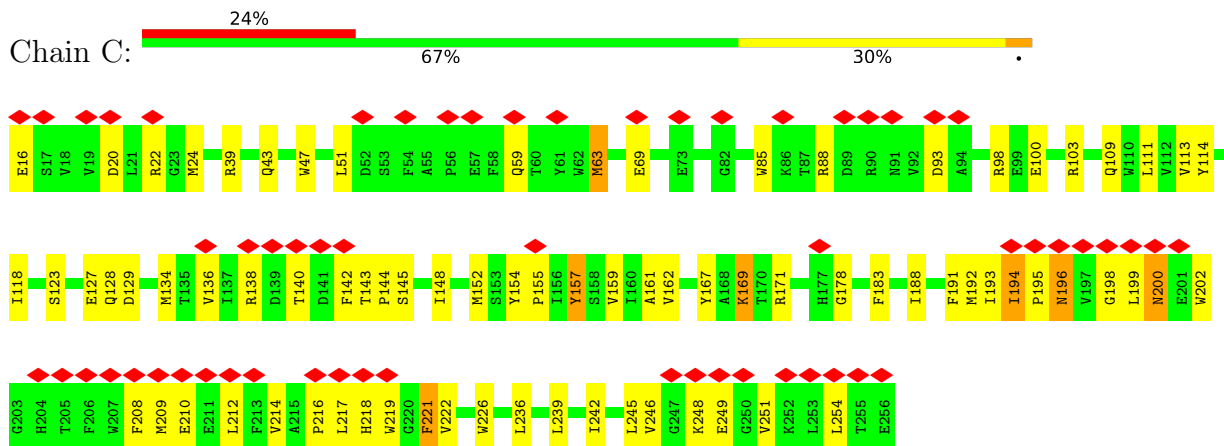 24%
Chain C:
67% 30% •
E16 S17 V18 V19 D20 L21 R22 G23 M24 R39 Q43 W47 L51 D52 S53 F54 A55 P56 E57 F58 Q59 T60 Y61 W62 M63 E69 E73 G82 W85 K86 T87 R88 D89 R90 N91 V92 D93 A94 R98 E99 E100 R103 Q109 W110 L111 V112 V113 Y114
I118 S123 E127 Q128 D129 M134 T135 V136 I137 R138 D139 T140 D141 F142 T143 P144 S145 I148 M152 S153 Y154 P155 I156 Y157 S158 V159 I160 A161 V162 Y167 A168 K169 T170 R171 H177 G178 F183 I188 F191 M192 I193 I194 P195 N196 V197 G198 L199 N200 E201 W202
G203 H204 T205 F206 W207 F208 M209 E210 E211 L212 F213 V214 A215 P216 L217 H218 W219 G220 F221 V222 W226 L236 L239 I242 L245 V246 G247 K248 E249 G250 V251 K252 L253 L254 T255 E256